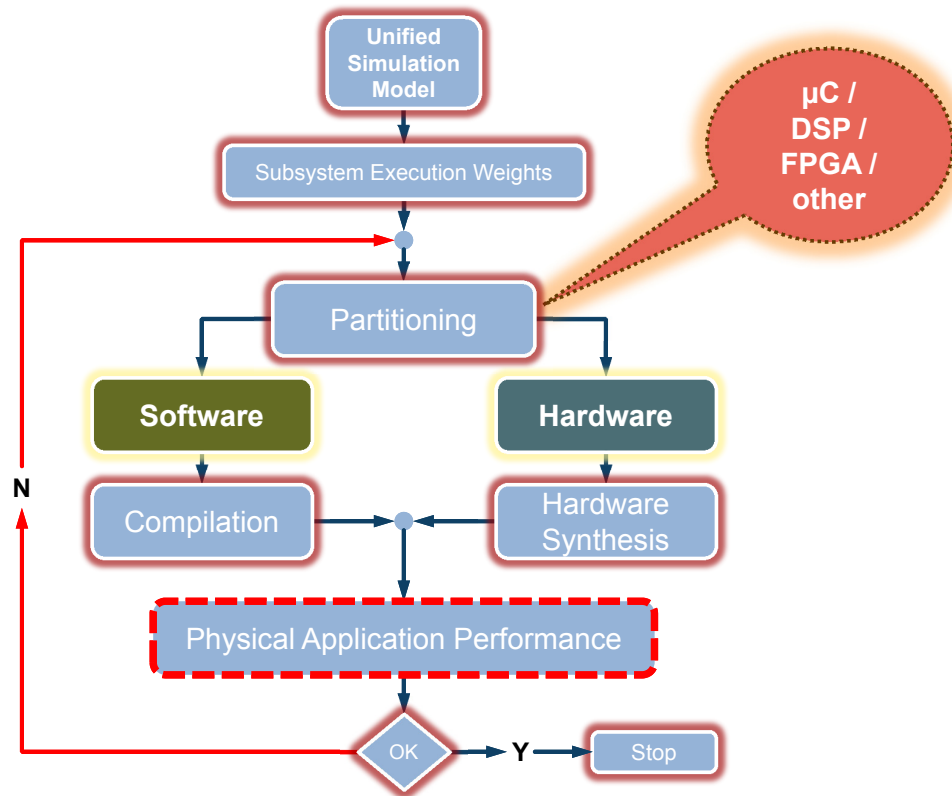 Unified
Simulation
Model
µC /
DSP /
FPGA /
other
Subsystem Execution Weights
Partitioning
Software
Hardware
N
Compilation
Hardware
Synthesis
Physical Application Performance
OK
Y
Stop